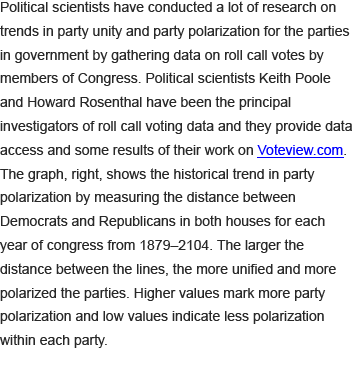 Political scientists have conducted a lot of research on
trends in party unity and party polarization for the parties
in government by gathering data on roll call votes by
members of Congress. Political scientists Keith Poole
and Howard Rosenthal have been the principal
investigators of roll call voting data and they provide data
access and some results of their work on Voteview.com.
The graph, right, shows the historical trend in party
polarization by measuring the distance between
Democrats and Republicans in both houses for each
year of congress from 1879–2104. The larger the
distance between the lines, the more unified and more
polarized the parties. Higher values mark more party
polarization and low values indicate less polarization
within each party.